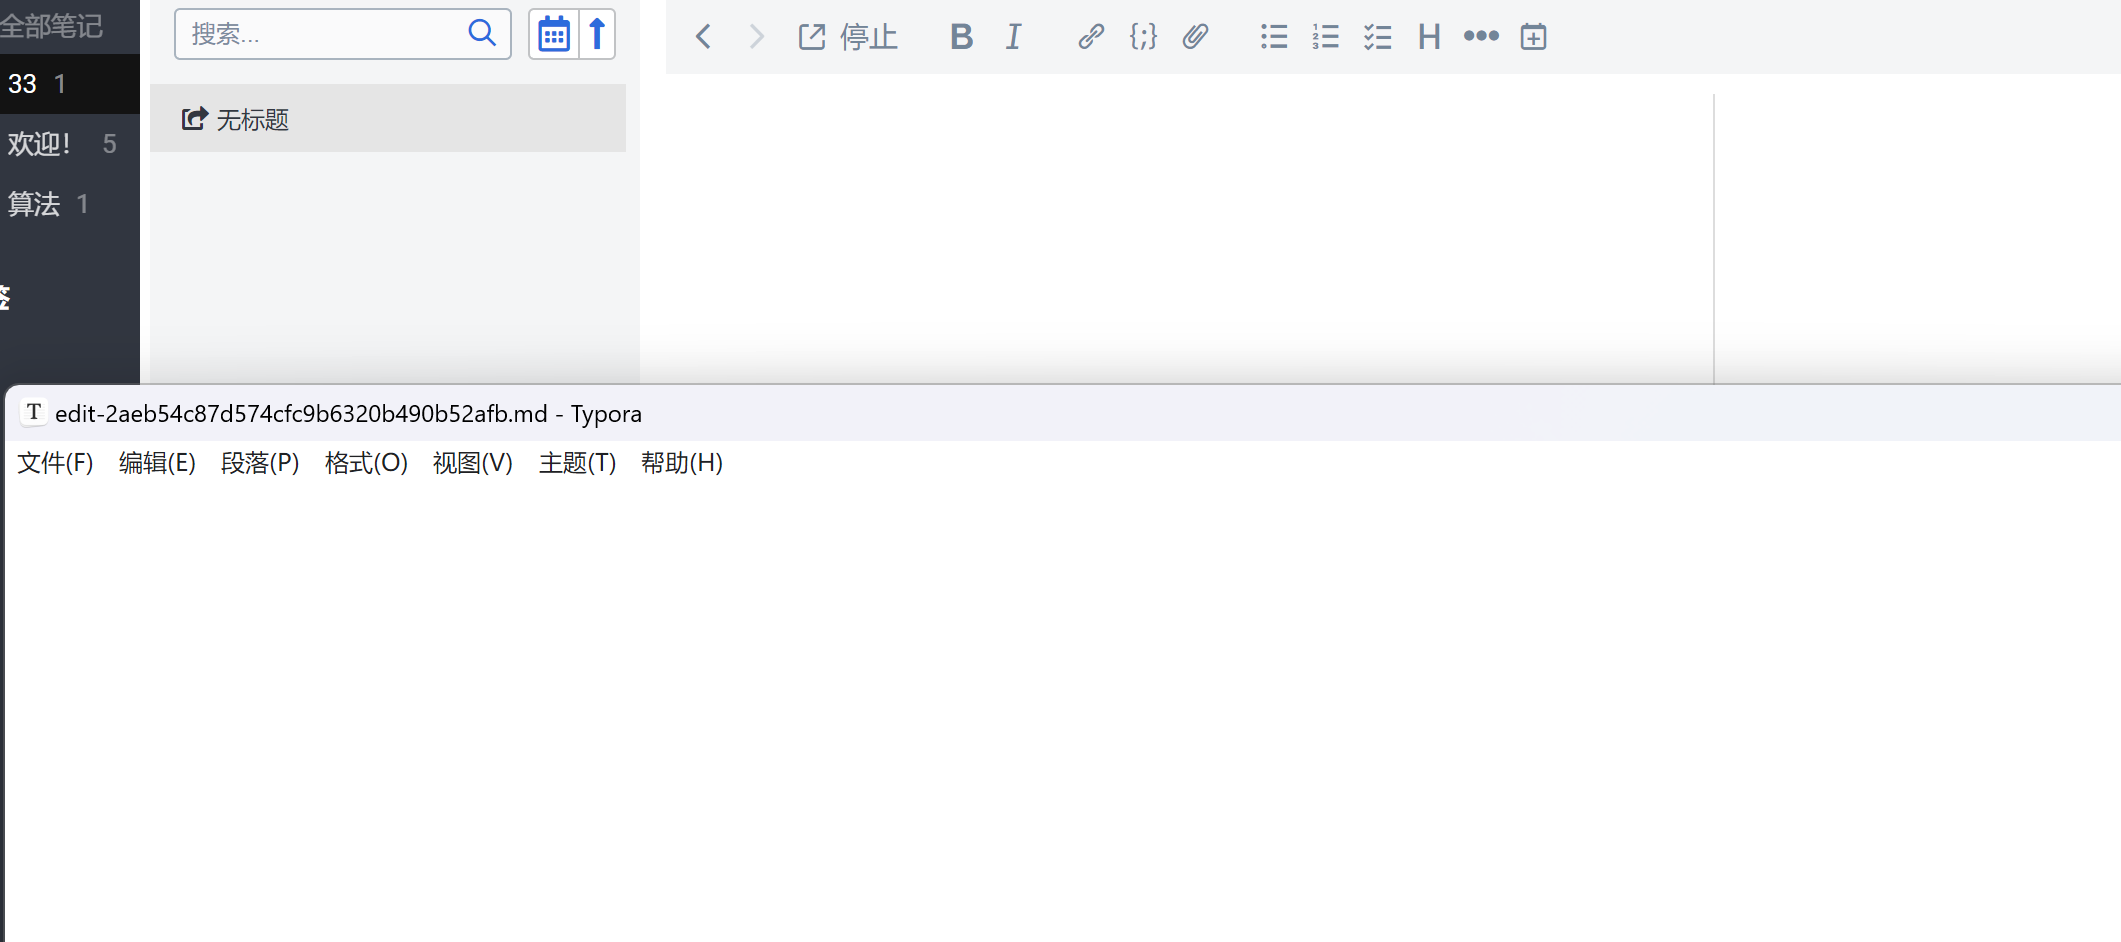 全部笔记
33 1
欢迎！ 5
算法 1
搜索...
无标题
停止
B I {;} H
T edit-2aeb54c87d574cfc9b6320b490b52afb.md - Typora
文件(F) 编辑(E) 段落(P) 格式(O) 视图(V) 主题(T) 帮助(H)